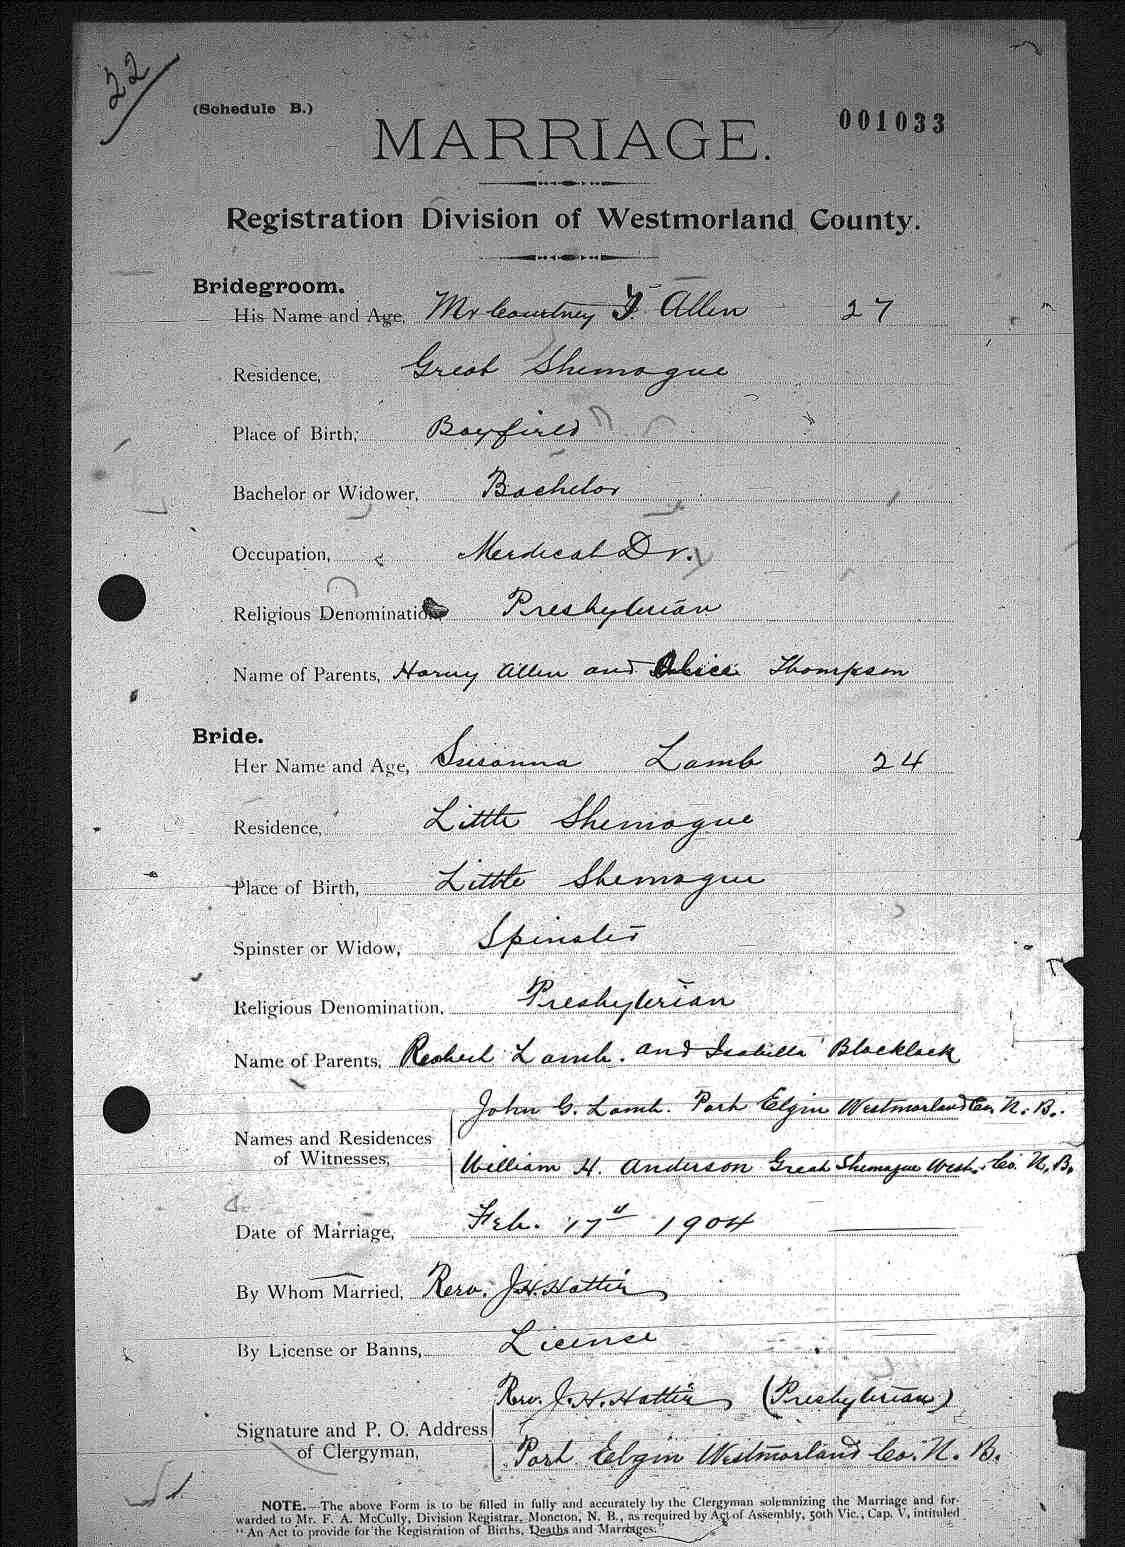 22
(Schedule B.)
001033
MARRIAGE.
Registration Division of Westmorland County.
Bridegroom.
His Name and Age, Mr Courtney J. Allen 27
Residence, Great Shemogue
Place of Birth, Bayfield
Bachelor or Widower, Bachelor
Occupation, Merdical Dr.
Religious Denomination, Presbyterian
Name of Parents, Harvy Allen and Alice Thompson
Bride.
Her Name and Age, Susanna Lamb 24
Residence, Little Shemogue
Place of Birth, Little Shemogue
Spinster or Widow, Spinster
Religious Denomination, Presbyterian
Name of Parents, Robert Lamb. and Isabella Blacklock
John G. Lamb. Port Elgin Westmorland Co, N. B.
Names and Residences
of Witnesses,
William H. Anderson Great Shemogue West. Co. N. B.
Date of Marriage, Feb. 17th 1904
By Whom Married, Rev. J. H. Hattie
By License or Banns, License
Rev. J. H. Hattie (Presbyterian)
Signature and P. O. Address
of Clergyman,
Port Elgin Westmorland Co. N. B.
NOTE.—The above Form is to be filled in fully and accurately by the Clergyman solemnizing the Marriage and for-
warded to Mr. F. A. McCully, Division Registrar, Moncton, N. B., as required by Act of Assembly, 50th Vic., Cap. V, intituled
"An Act to provide for the Registration of Births, Deaths and Marriages."